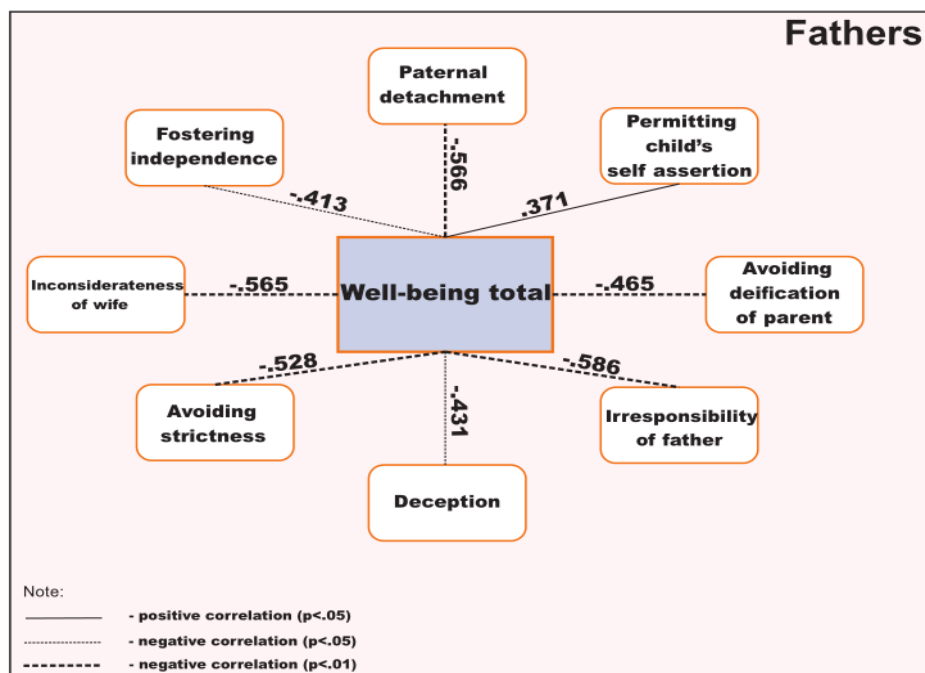 Fathers
Paternal
detachment
Fostering
independence
Permitting
child's
self assertion
-.566
-.413
.371
Inconsiderateness
of wife
-.565
Well-being total
-.465
Avoiding
deification
of parent
-.528
-.431
-.586
Avoiding
strictness
Irresponsibility
of father
Deception
Note:
- positive correlation (p<.05)
- negative correlation (p<.05)
- negative correlation (p<.01)